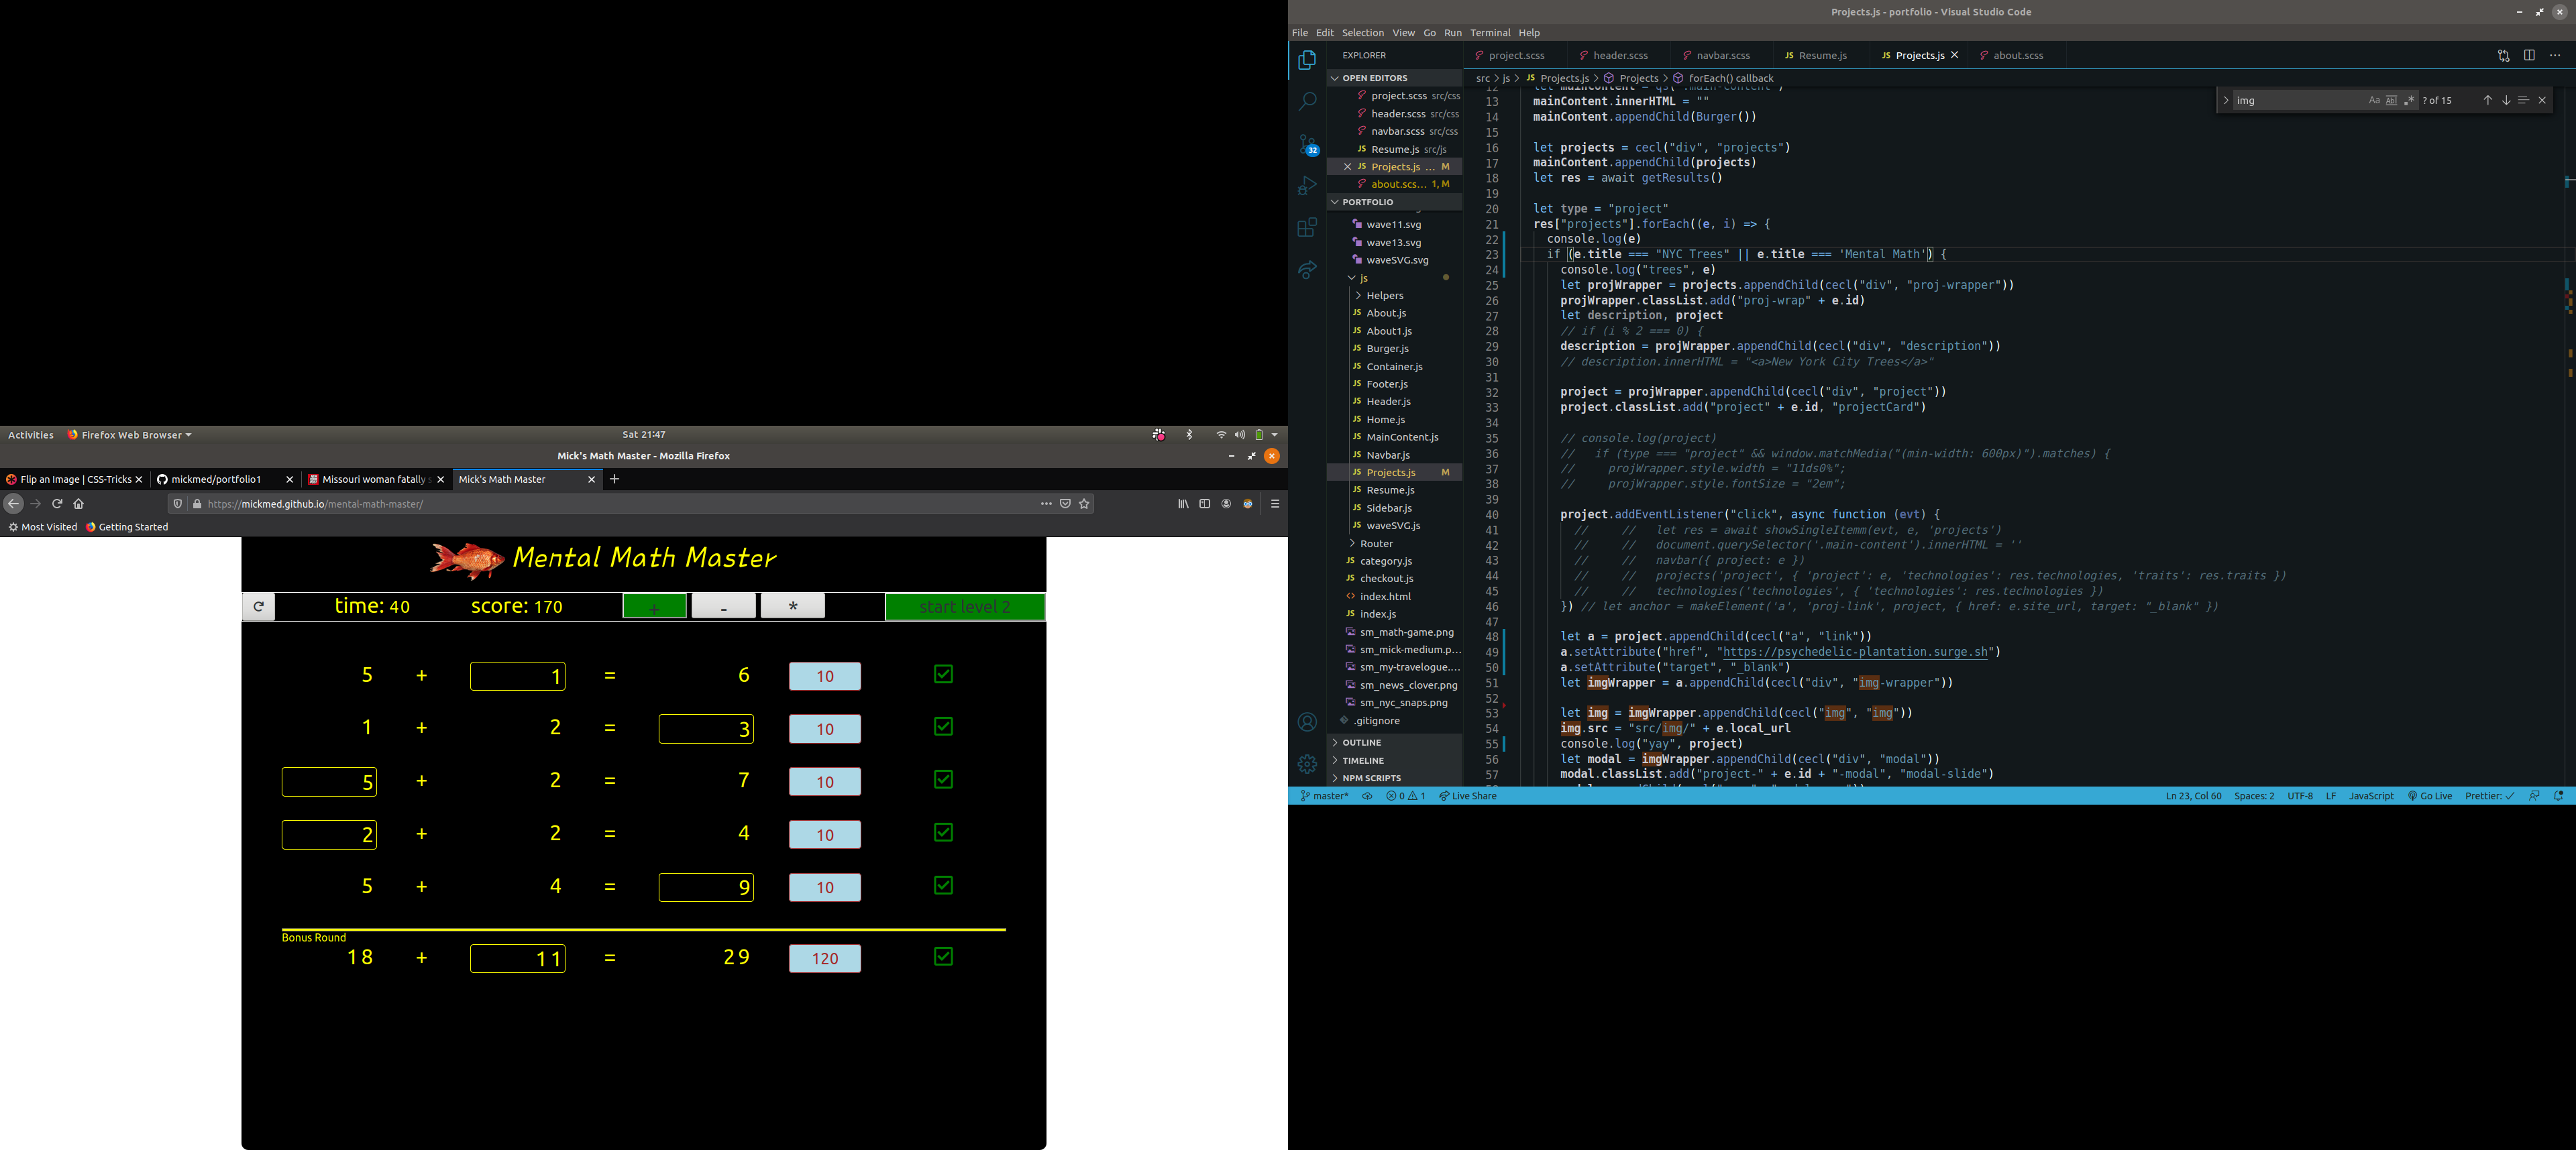 Activities Firefox Web Browser Sat 21:47
Mick's Math Master - Mozilla Firefox
Flip an Image | CSS-Tricks mickmed/portfolio1 Missouri woman fatally s Mick's Math Master
https://mickmed.github.io/mental-math-master/
Most Visited Getting Started
Mental Math Master
time: 40 score: 170 + - * start level 2
5 + 1 = 6 10
1 + 2 = 3 10
5 + 2 = 7 10
2 + 2 = 4 10
5 + 4 = 9 10
Bonus Round
18 + 11 = 29 120
Projects.js - portfolio - Visual Studio Code
File Edit Selection View Go Run Terminal Help
EXPLORER
OPEN EDITORS
project.scss src/css
header.scss src/css
navbar.scss src/css
Resume.js src/js
Projects.js ... M
about.scs... 1, M
PORTFOLIO
wave11.svg
wave13.svg
waveSVG.svg
js
Helpers
About.js
About1.js
Burger.js
Container.js
Footer.js
Header.js
Home.js
MainContent.js
Navbar.js
Projects.js M
Resume.js
Sidebar.js
waveSVG.js
Router
category.js
checkout.js
index.html
index.js
sm_math-game.png
sm_mick-medium.p...
sm_my-travelogue....
sm_news_clover.png
sm_nyc_snaps.png
.gitignore
OUTLINE
TIMELINE
NPM SCRIPTS
32
project.scss header.scss navbar.scss Resume.js Projects.js about.scss
src > js > Projects.js > Projects > forEach() callback
img Aa Abl .* ? of 15
12 let mainContent = qs(".main-content")
13 mainContent.innerHTML = ""
14 mainContent.appendChild(Burger())
15
16 let projects = cecl("div", "projects")
17 mainContent.appendChild(projects)
18 let res = await getResults()
19
20 let type = "project"
21 res["projects"].forEach((e, i) => {
22 console.log(e)
23 if (e.title === "NYC Trees" || e.title === 'Mental Math') {
24 console.log("trees", e)
25 let projWrapper = projects.appendChild(cecl("div", "proj-wrapper"))
26 projWrapper.classList.add("proj-wrap" + e.id)
27 let description, project
28 // if (i % 2 === 0) {
29 description = projWrapper.appendChild(cecl("div", "description"))
30 // description.innerHTML = "<a>New York City Trees</a>"
31
32 project = projWrapper.appendChild(cecl("div", "project"))
33 project.classList.add("project" + e.id, "projectCard")
34
35 // console.log(project)
36 // if (type === "project" && window.matchMedia("(min-width: 600px)").matches) {
37 // projWrapper.style.width = "11ds0%";
38 // projWrapper.style.fontSize = "2em";
39
40 project.addEventListener("click", async function (evt) {
41 // // let res = await showSingleItemm(evt, e, 'projects')
42 // // document.querySelector('.main-content').innerHTML = ''
43 // // navbar({ project: e })
44 // // projects('project', { 'project': e, 'technologies': res.technologies, 'traits': res.traits })
45 // // technologies('technologies', { 'technologies': res.technologies })
46 }) // let anchor = makeElement('a', 'proj-link', project, { href: e.site_url, target: "_blank" })
47
48 let a = project.appendChild(cecl("a", "link"))
49 a.setAttribute("href", "https://psychedelic-plantation.surge.sh")
50 a.setAttribute("target", "_blank")
51 let imgWrapper = a.appendChild(cecl("div", "img-wrapper"))
52
53 let img = imgWrapper.appendChild(cecl("img", "img"))
54 img.src = "src/img/" + e.local_url
55 console.log("yay", project)
56 let modal = imgWrapper.appendChild(cecl("div", "modal"))
57 modal.classList.add("project-" + e.id + "-modal", "modal-slide")
master* 0 1 Live Share Ln 23, Col 60 Spaces: 2 UTF-8 LF JavaScript Go Live Prettier: ✓